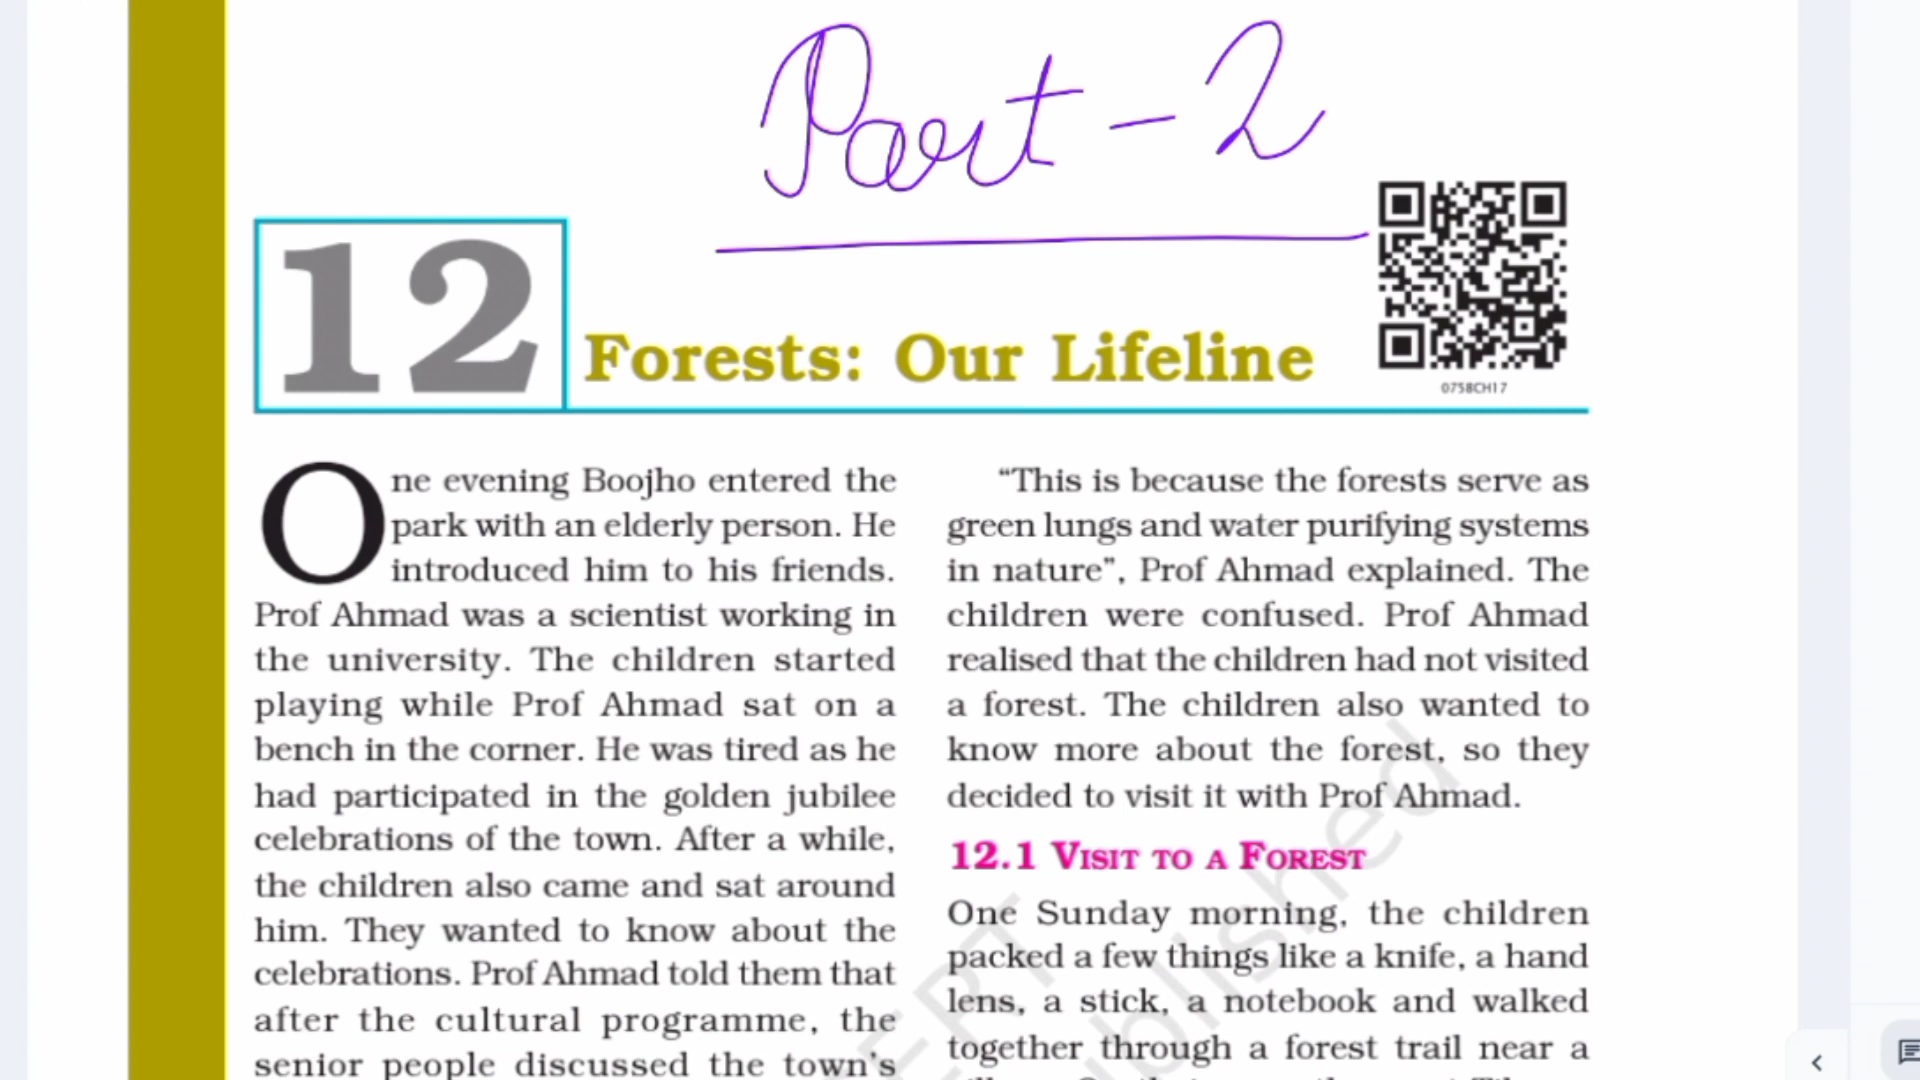 Part-2
12 Forests: Our Lifeline
0758CH17
One evening Boojho entered the
park with an elderly person. He
introduced him to his friends.
Prof Ahmad was a scientist working in
the university. The children started
playing while Prof Ahmad sat on a
bench in the corner. He was tired as he
had participated in the golden jubilee
celebrations of the town. After a while,
the children also came and sat around
him. They wanted to know about the
celebrations. Prof Ahmad told them that
after the cultural programme, the
senior people discussed the town's
“This is because the forests serve as
green lungs and water purifying systems
in nature”, Prof Ahmad explained. The
children were confused. Prof Ahmad
realised that the children had not visited
a forest. The children also wanted to
know more about the forest, so they
decided to visit it with Prof Ahmad.
12.1 VISIT TO A FOREST
One Sunday morning, the children
packed a few things like a knife, a hand
lens, a stick, a notebook and walked
together through a forest trail near a